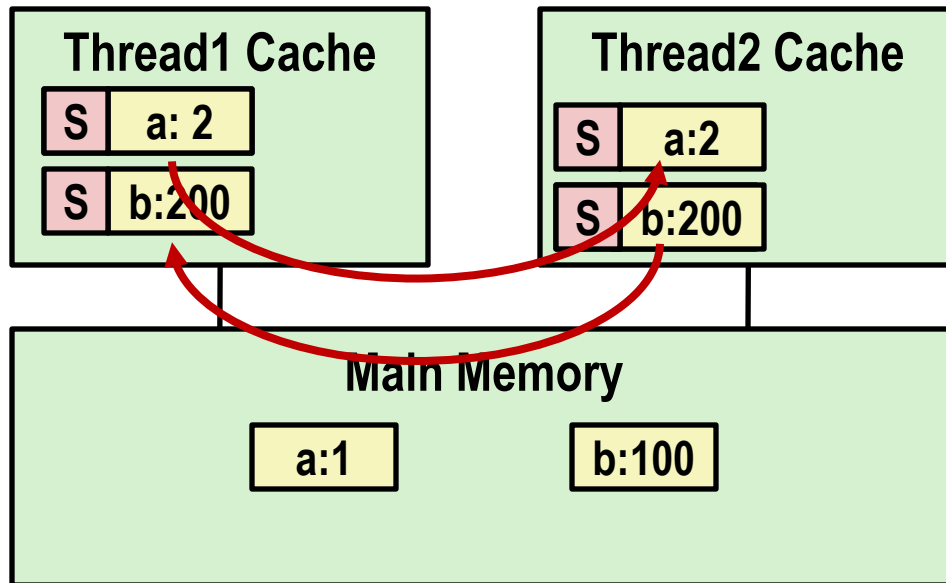 Thread1 Cache
S a: 2
S b:200
Thread2 Cache
S a:2
S b:200
Main Memory
a:1
b:100